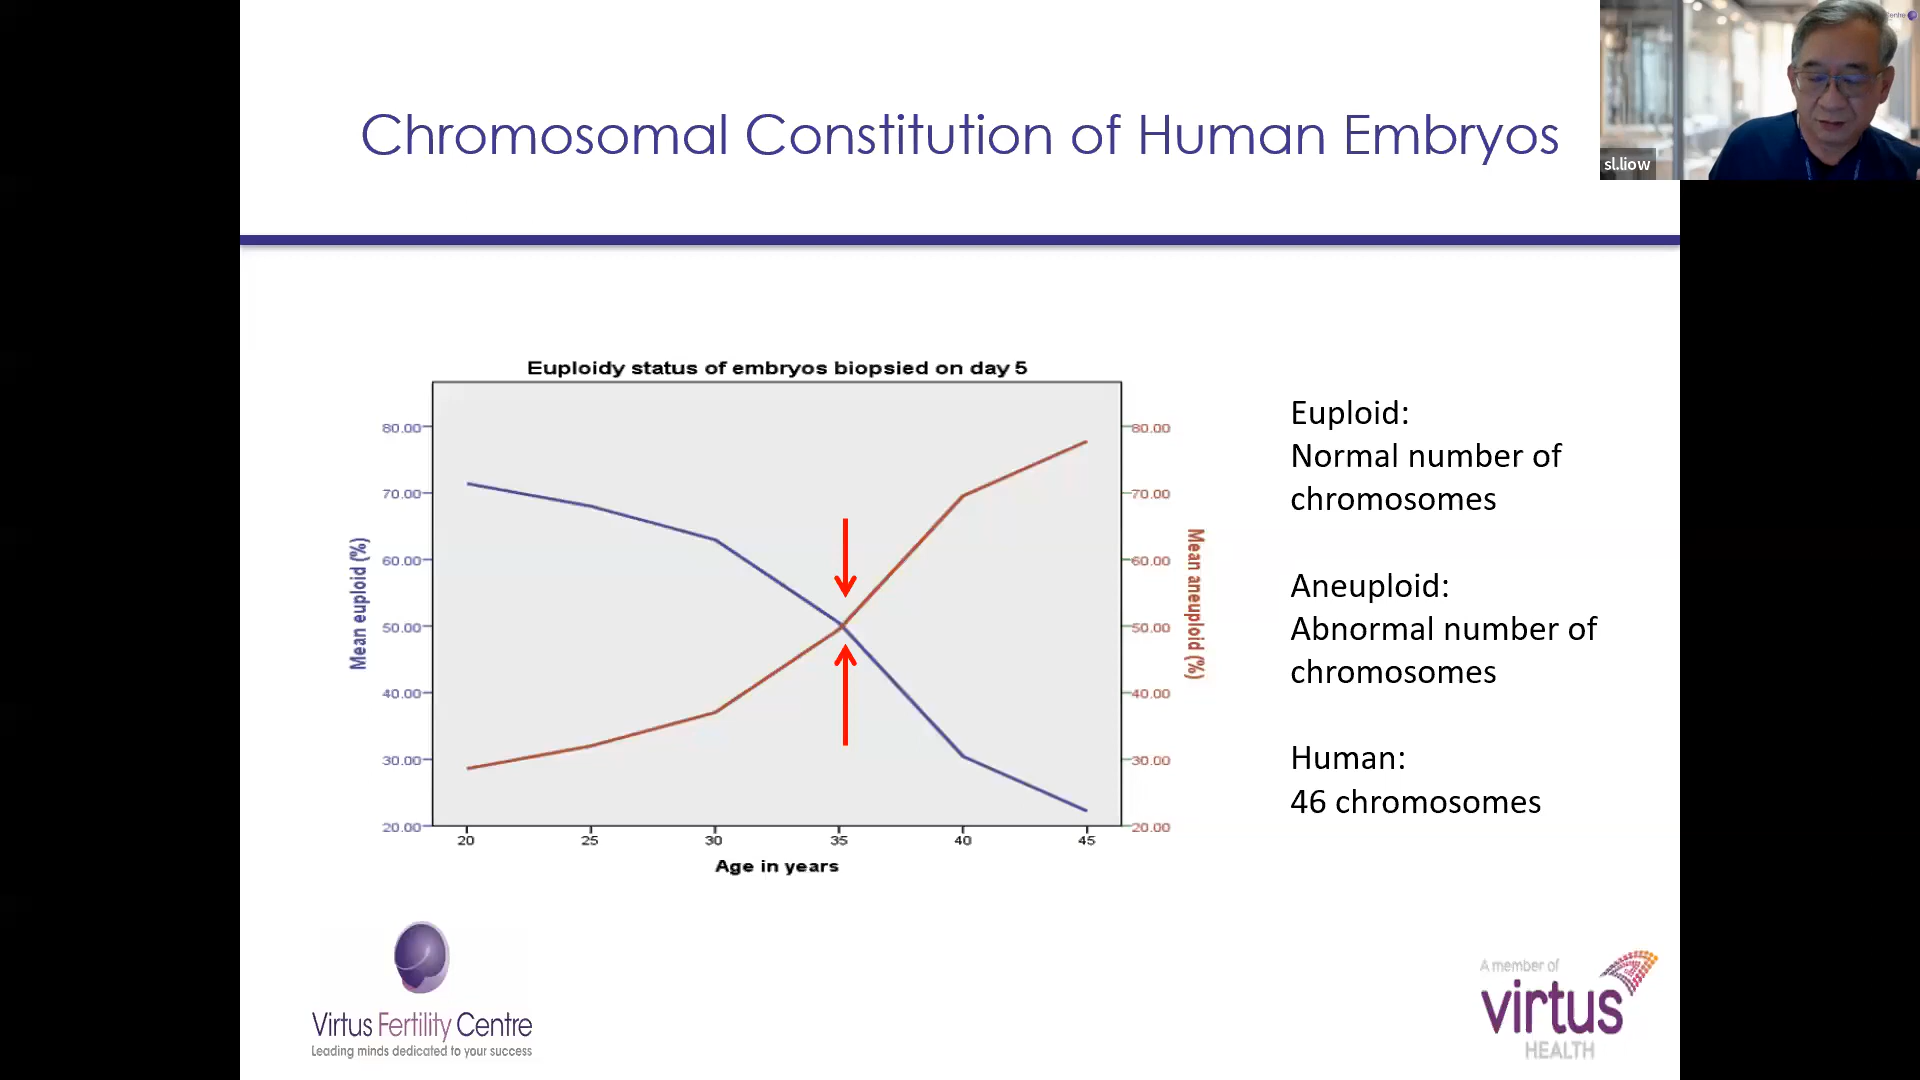 Chromosomal Constitution of Human Embryos
entre
sl.liow
Euploidy status of embryos biopsied on day 5
80.00
70.00
60.00
50.00
40.00
30.00
20.00
Mean euploid (%)
80.00
70.00
60.00
50.00
40.00
30.00
20.00
Mean aneuploid (%)
20 25 30 35 40 45
Age in years
Euploid:
Normal number of
chromosomes
Aneuploid:
Abnormal number of
chromosomes
Human:
46 chromosomes
Virtus Fertility Centre
Leading minds dedicated to your success
A member of
virtus
HEALTH